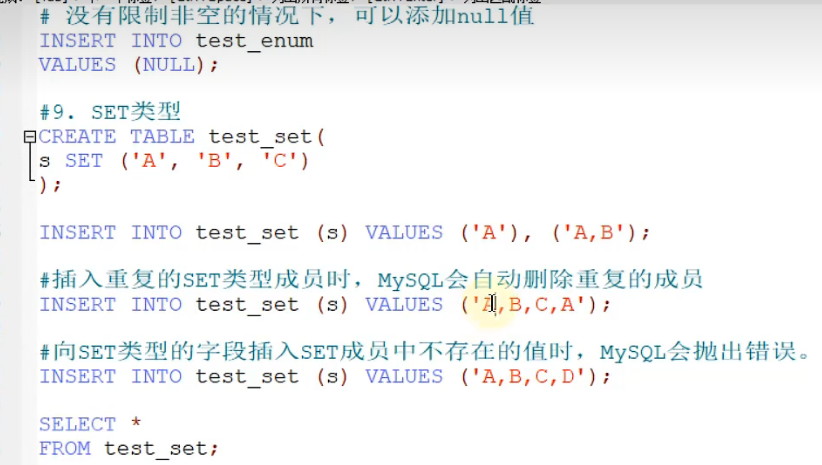 # 没有限制非空的情况下，可以添加null值
INSERT INTO test_enum
VALUES (NULL);
#9. SET类型
CREATE TABLE test_set(
s SET ('A', 'B', 'C')
);
INSERT INTO test_set (s) VALUES ('A'), ('A,B');
#插入重复的SET类型成员时，MySQL会自动删除重复的成员
INSERT INTO test_set (s) VALUES ('A,B,C,A');
#向SET类型的字段插入SET成员中不存在的值时，MySQL会抛出错误。
INSERT INTO test_set (s) VALUES ('A,B,C,D');
SELECT *
FROM test_set;